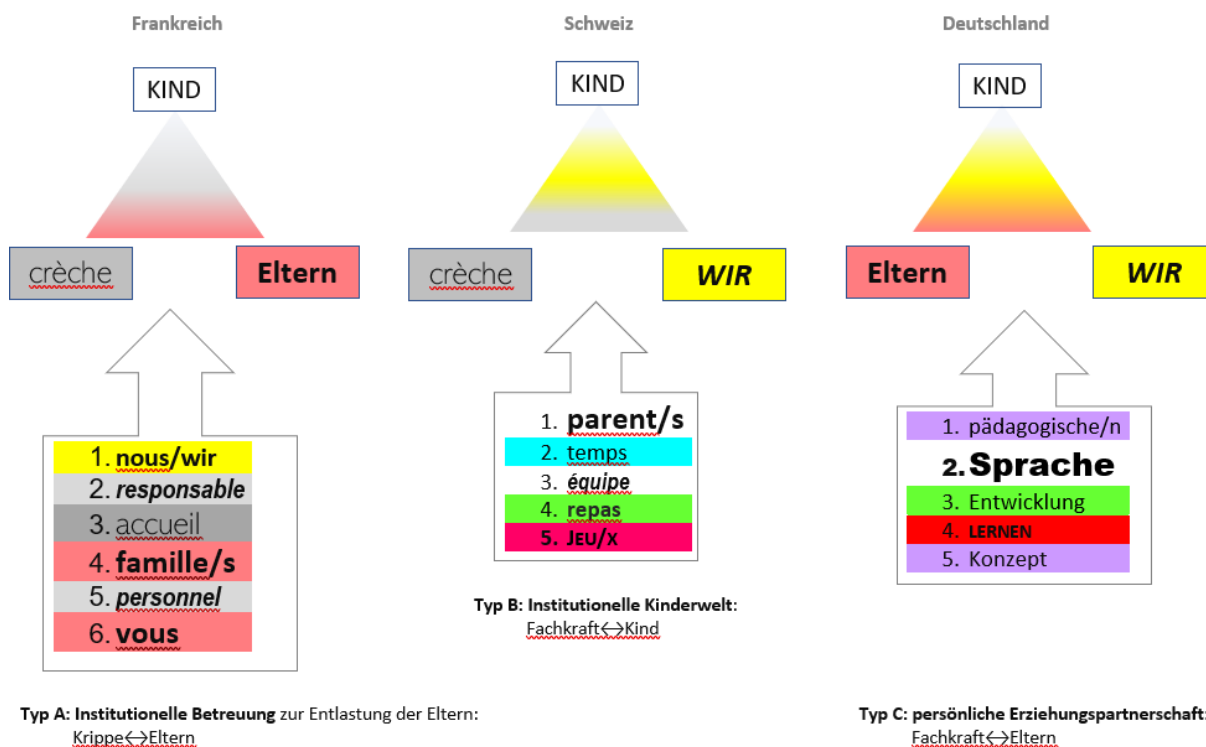 Frankreich
KIND
crèche
Eltern
1. nous/wir
2. responsable
3. accueil
4. famille/s
5. personnel
6. vous
Typ A: Institutionelle Betreuung zur Entlastung der Eltern:
Krippe↔Eltern
Schweiz
KIND
crèche
WIR
1. parent/s
2. temps
3. équipe
4. repas
5. JEU/X
Typ B: Institutionelle Kinderwelt:
Fachkraft↔Kind
Deutschland
KIND
Eltern
WIR
1. pädagogische/n
2. Sprache
3. Entwicklung
4. LERNEN
5. Konzept
Typ C: persönliche Erziehungspartnerschaft:
Fachkraft↔Eltern